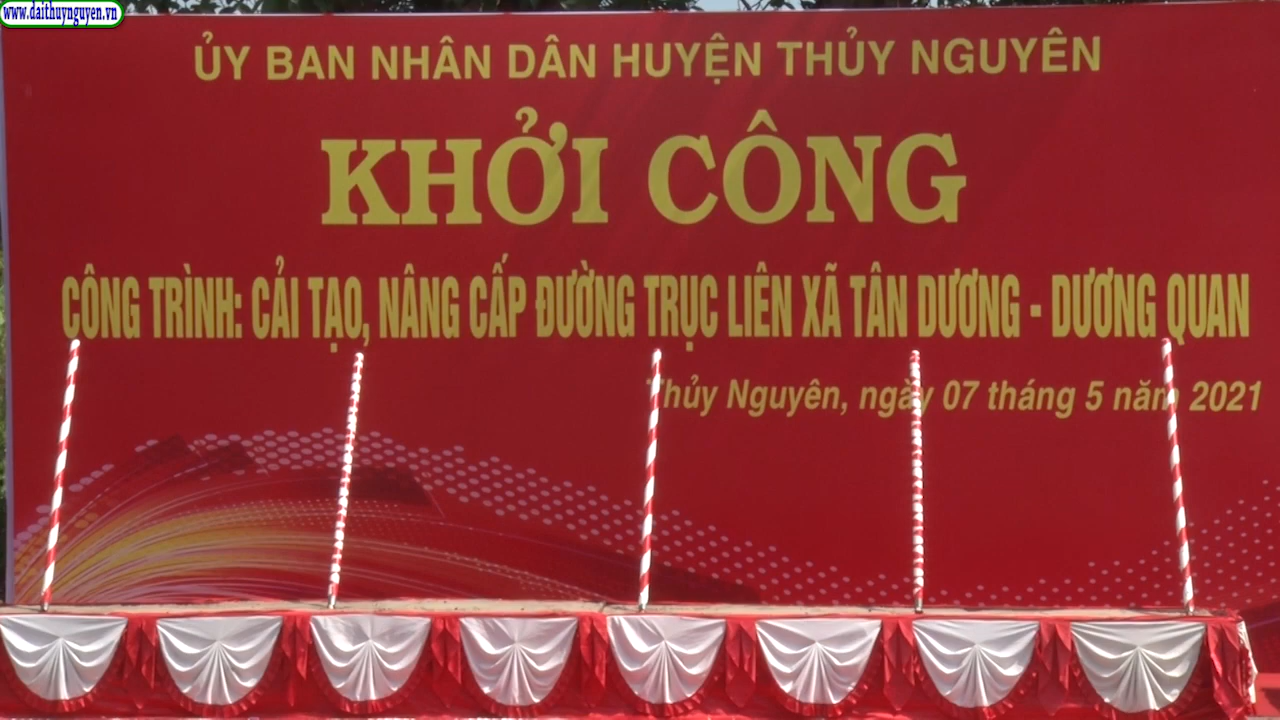 www.daithuynguyen.vn
ỦY BAN NHÂN DÂN HUYỆN THỦY NGUYÊN
KHỞI CÔNG
CÔNG TRÌNH: CẢI TẠO, NÂNG CẤP ĐƯỜNG TRỤC LIÊN XÃ TÂN DƯƠNG - DƯƠNG QUAN
Thủy Nguyên, ngày 07 tháng 5 năm 2021